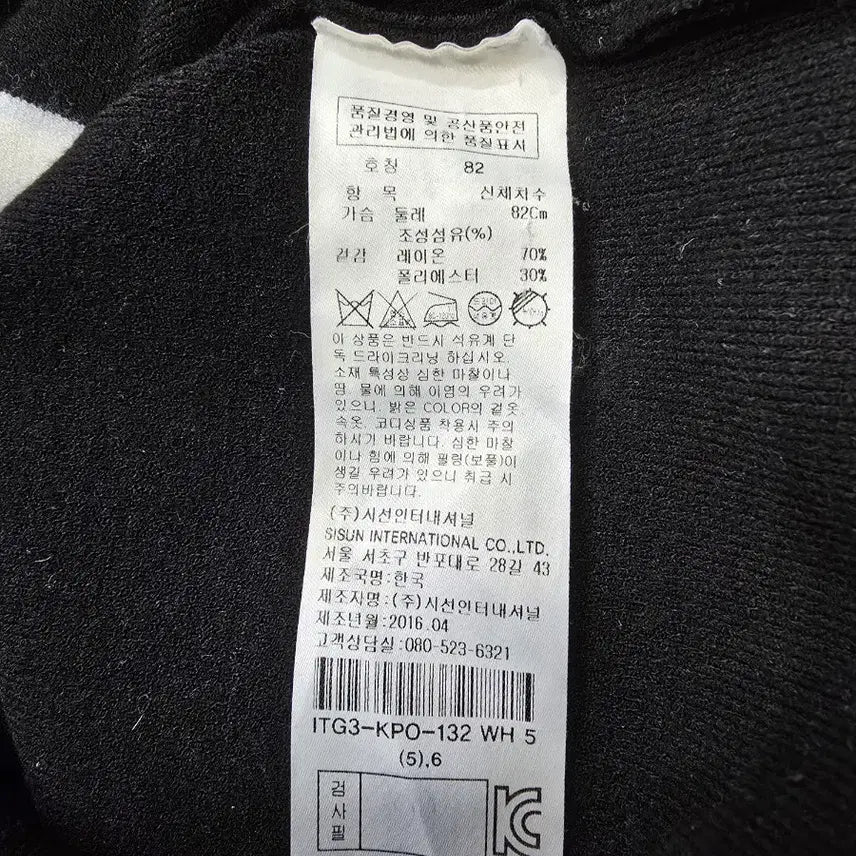 품질경영 및 공산품안전
관리법에 의한 품질표시
호칭 82
항 목 신체치수
가슴 둘레 82Cm
조성섬유(%)
겉감 레이온 70%
폴리에스터 30%
드라이
이 상품은 반드시 석유계 단
독 드라이크리닝 하십시오.
소재 특성상 심한 마찰이나
땀, 물에 의해 이염의 우려가
있으니, 밝은 COLOR의 겉옷,
속옷, 코디상품 착용시 주의
하시기 바랍니다. 심한 마찰
이나 힘에 의해 필링(보풀)이
생길 우려가 있으니 취급 시
주의바랍니다.
(주)시선인터내셔널
SISUN INTERNATIONAL CO.,LTD.
서울 서초구 반포대로 28길 43
제조국명:한국
제조자명:(주)시선인터내셔널
제조년월:2016.04
고객상담실:080-523-6321
ITG3-KPO-132 WH 5
(5),6
검사필
KC